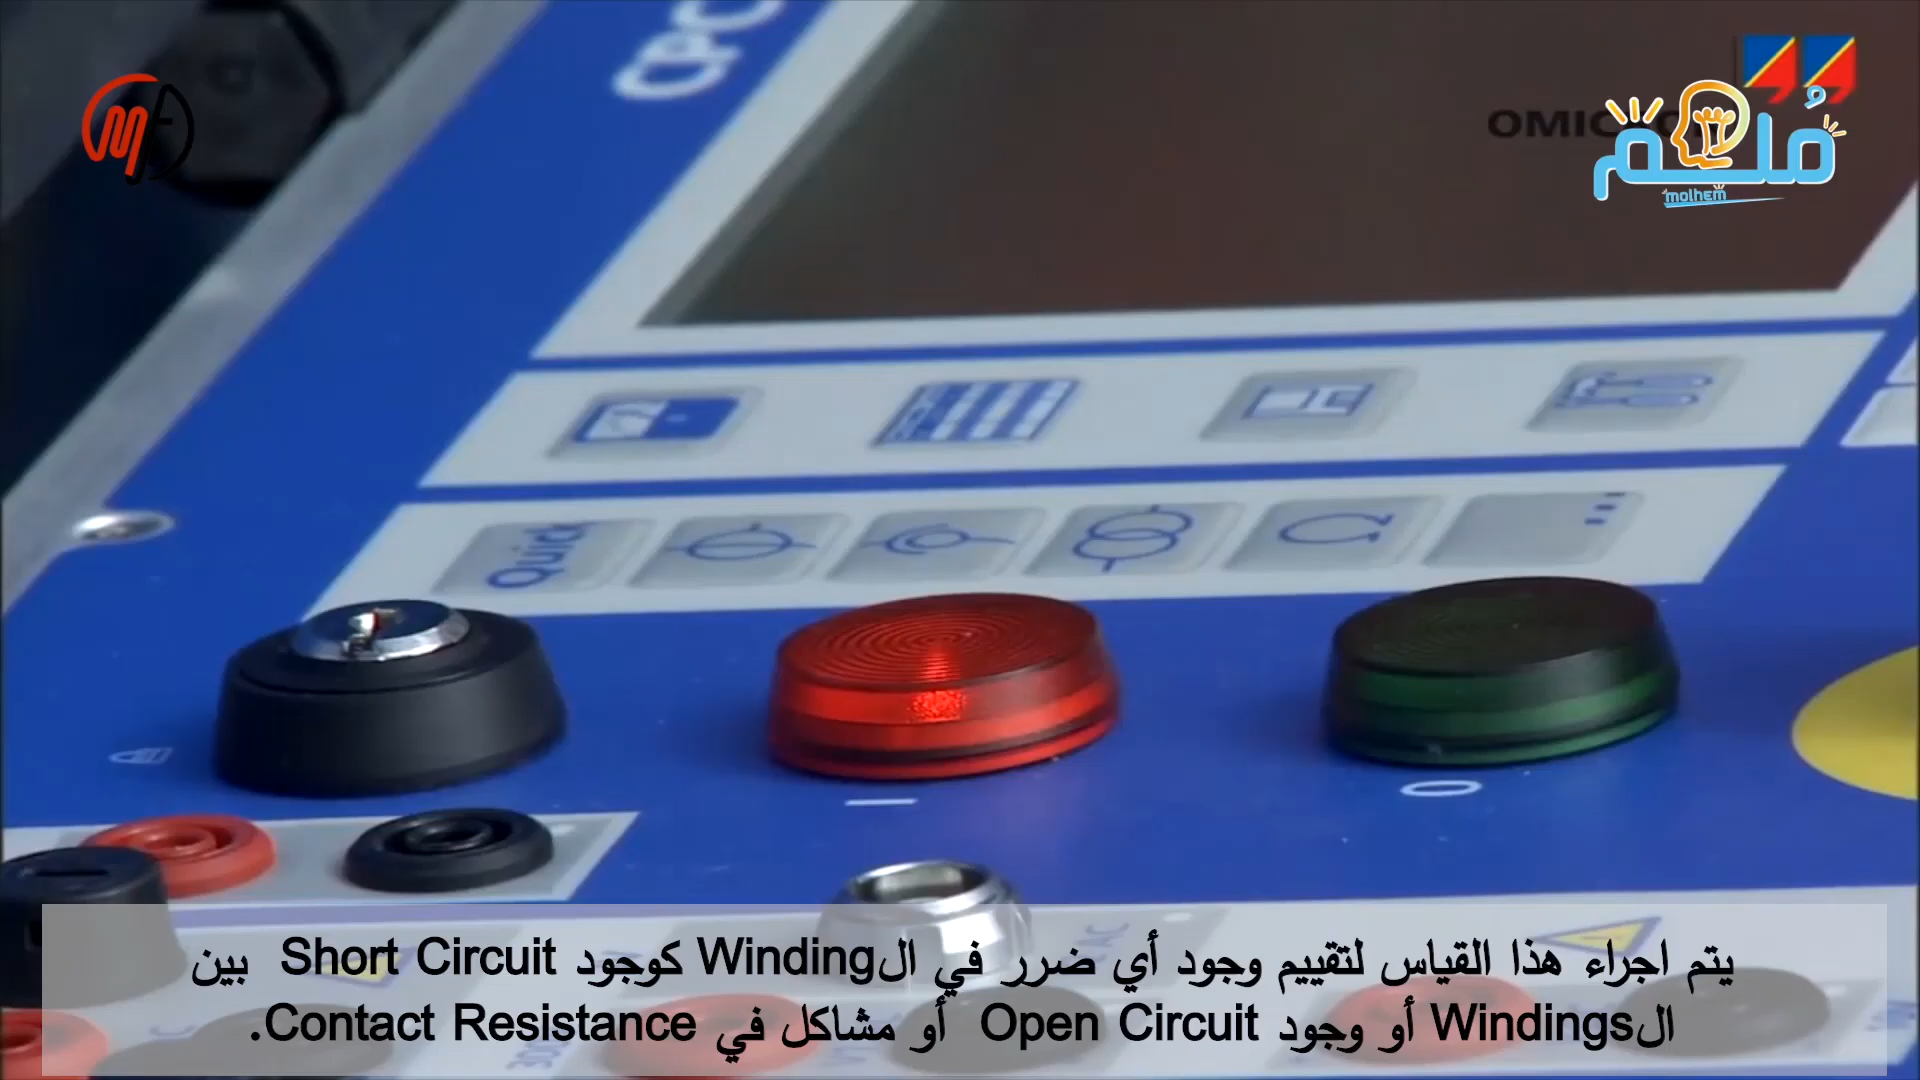 CPC
OMIC
مُلهم
molhem
Quick
يتم اجراء هذا القياس لتقييم وجود أي ضرر في الWinding كوجود Short Circuit بين
الWindings أو وجود Open Circuit أو مشاكل في Contact Resistance.